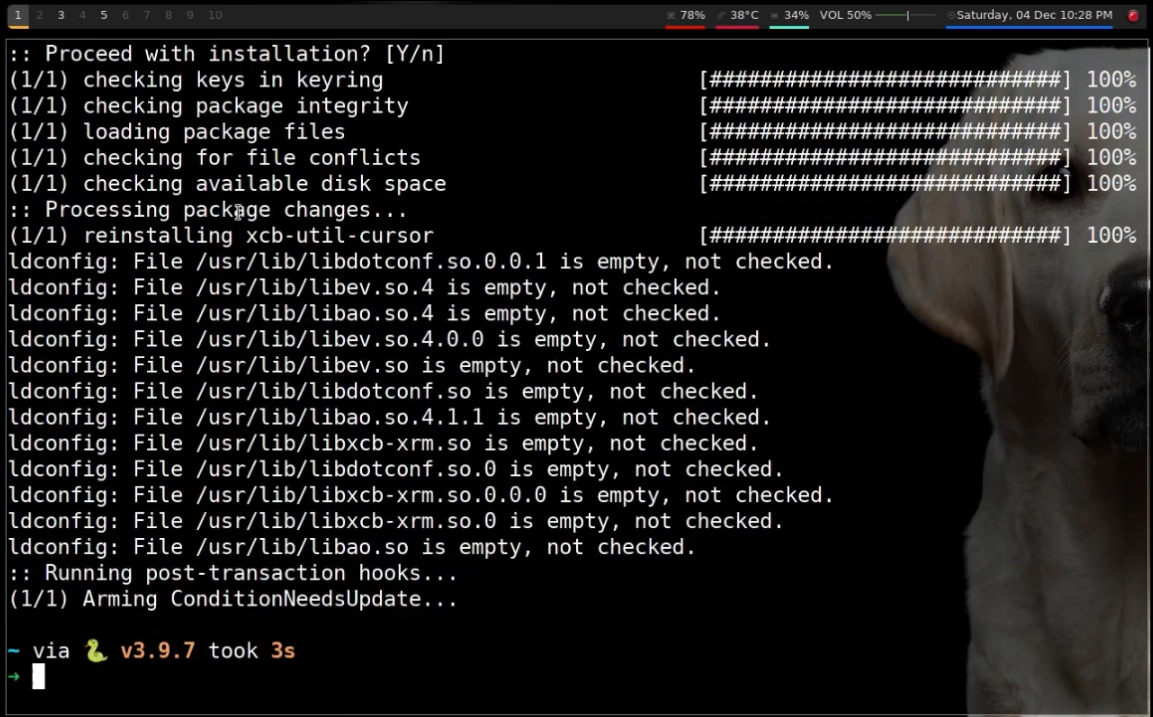 1 2 3 4 5 6 7 8 9 10 78% 38°C 34% VOL 50% Saturday, 04 Dec 10:28 PM
:: Proceed with installation? [Y/n]
(1/1) checking keys in keyring [############################] 100%
(1/1) checking package integrity [############################] 100%
(1/1) loading package files [############################] 100%
(1/1) checking for file conflicts [############################] 100%
(1/1) checking available disk space [############################] 100%
:: Processing package changes...
(1/1) reinstalling xcb-util-cursor [############################] 100%
ldconfig: File /usr/lib/libdotconf.so.0.0.1 is empty, not checked.
ldconfig: File /usr/lib/libev.so.4 is empty, not checked.
ldconfig: File /usr/lib/libao.so.4 is empty, not checked.
ldconfig: File /usr/lib/libev.so.4.0.0 is empty, not checked.
ldconfig: File /usr/lib/libev.so is empty, not checked.
ldconfig: File /usr/lib/libdotconf.so is empty, not checked.
ldconfig: File /usr/lib/libao.so.4.1.1 is empty, not checked.
ldconfig: File /usr/lib/libxcb-xrm.so is empty, not checked.
ldconfig: File /usr/lib/libdotconf.so.0 is empty, not checked.
ldconfig: File /usr/lib/libxcb-xrm.so.0.0.0 is empty, not checked.
ldconfig: File /usr/lib/libxcb-xrm.so.0 is empty, not checked.
ldconfig: File /usr/lib/libao.so is empty, not checked.
:: Running post-transaction hooks...
(1/1) Arming ConditionNeedsUpdate...
~ via 🐍 v3.9.7 took 3s
→